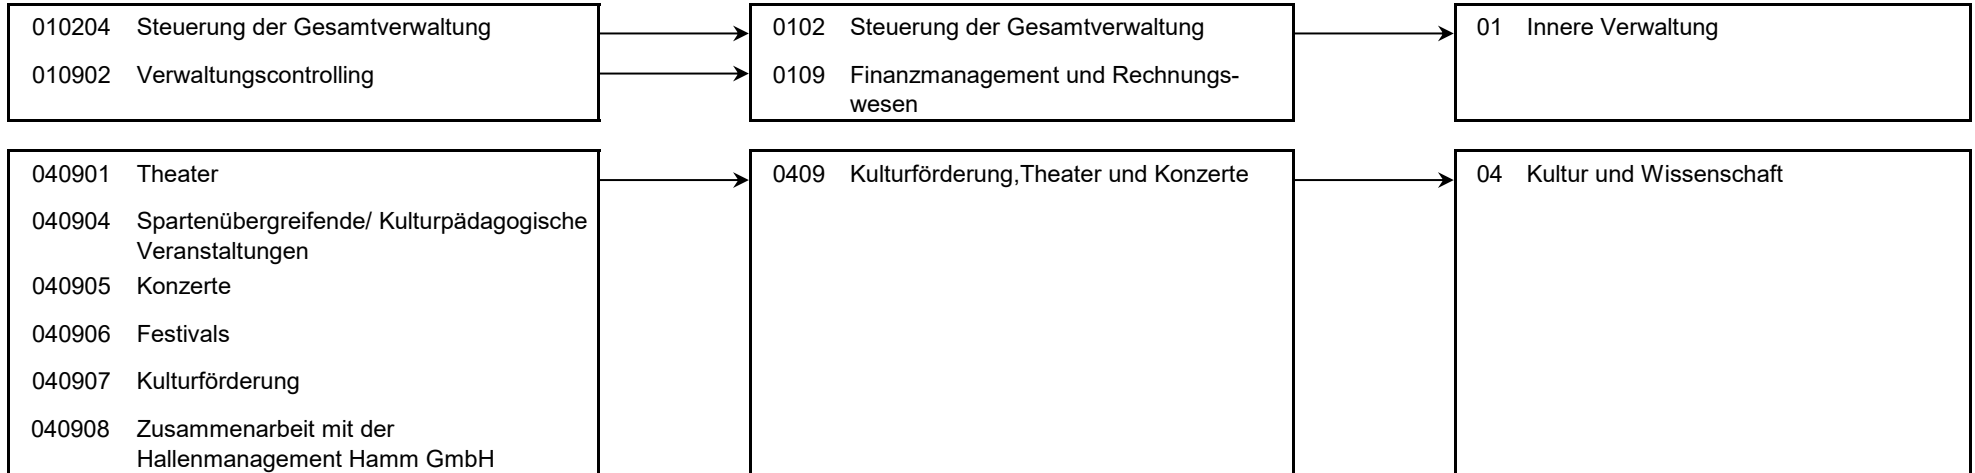 010204 Steuerung der Gesamtverwaltung
010902 Verwaltungscontrolling
0102 Steuerung der Gesamtverwaltung
0109 Finanzmanagement und Rechnungs-
wesen
01 Innere Verwaltung
040901 Theater
040904 Spartenübergreifende/ Kulturpädagogische
Veranstaltungen
040905 Konzerte
040906 Festivals
040907 Kulturförderung
040908 Zusammenarbeit mit der
Hallenmanagement Hamm GmbH
0409 Kulturförderung,Theater und Konzerte
04 Kultur und Wissenschaft